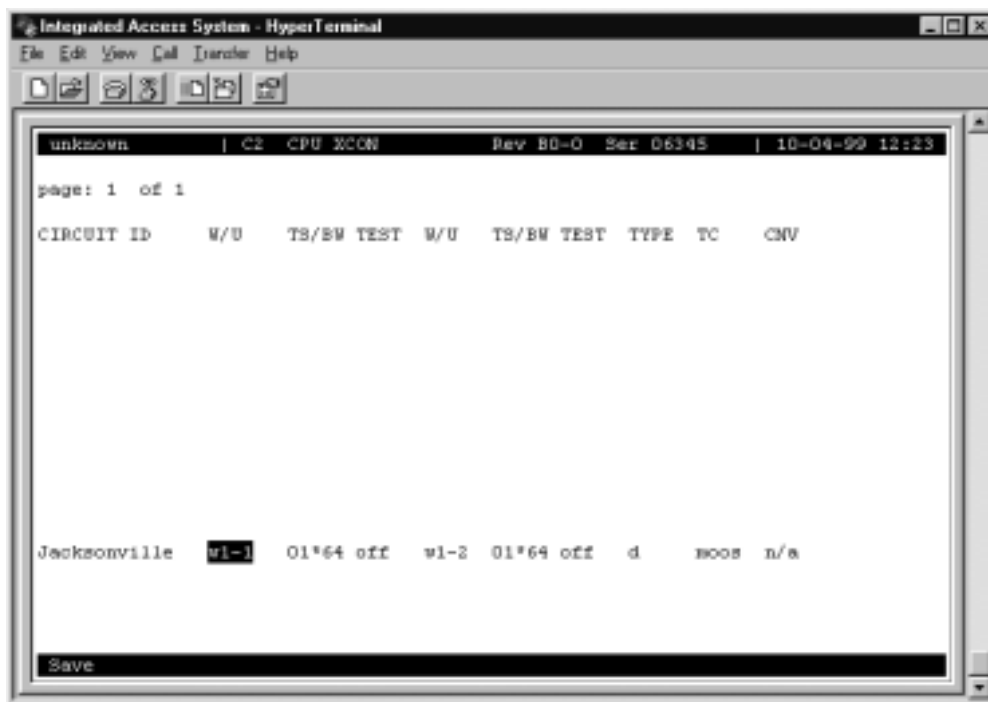 Integrated Access System - HyperTerminal
File Edit View Call Transfer Help
unknown | C2 CPU XCON Rev B0-0 Ser 06345 | 10-04-99 12:23
page: 1 of 1
CIRCUIT ID W/U TS/BW TEST W/U TS/BW TEST TYPE TC CNV
Jacksonville w1-1 01*64 off w1-2 01*64 off d moos n/a
Save